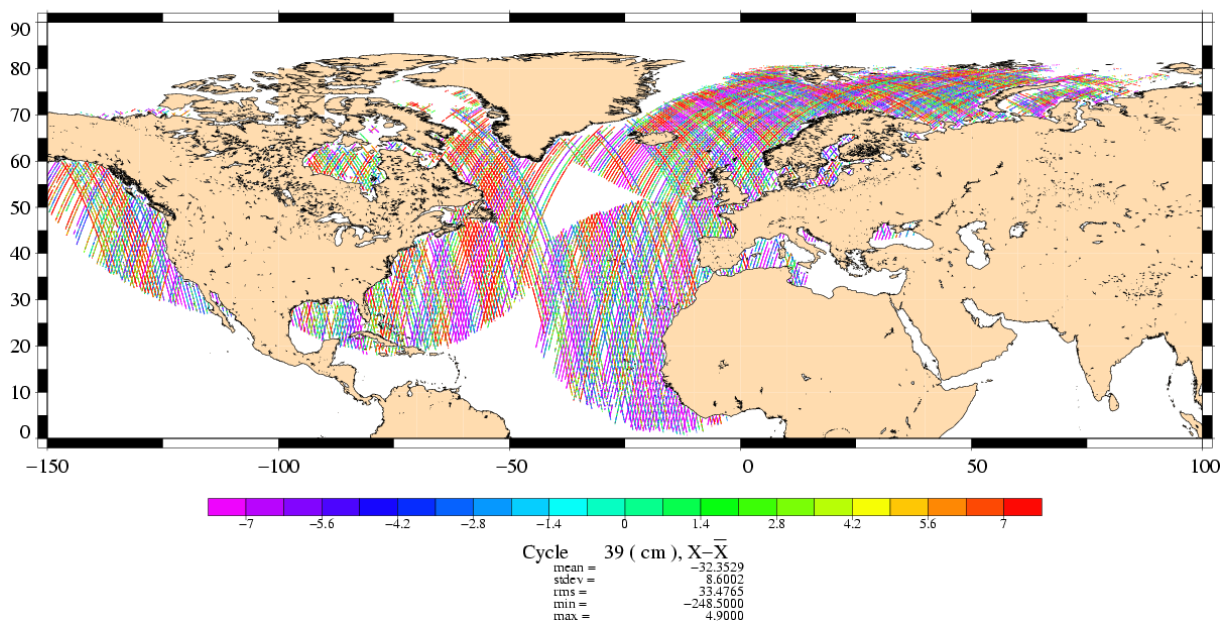 90
80
70
60
50
40
30
20
10
0
−150 −100 −50 0 50 100
−7 −5.6 −4.2 −2.8 −1.4 0 1.4 2.8 4.2 5.6 7
Cycle 39 ( cm ), X−X̅
mean = −32.3529
stdev = 8.6002
rms = 33.4765
min = −248.5000
max = 4.9000